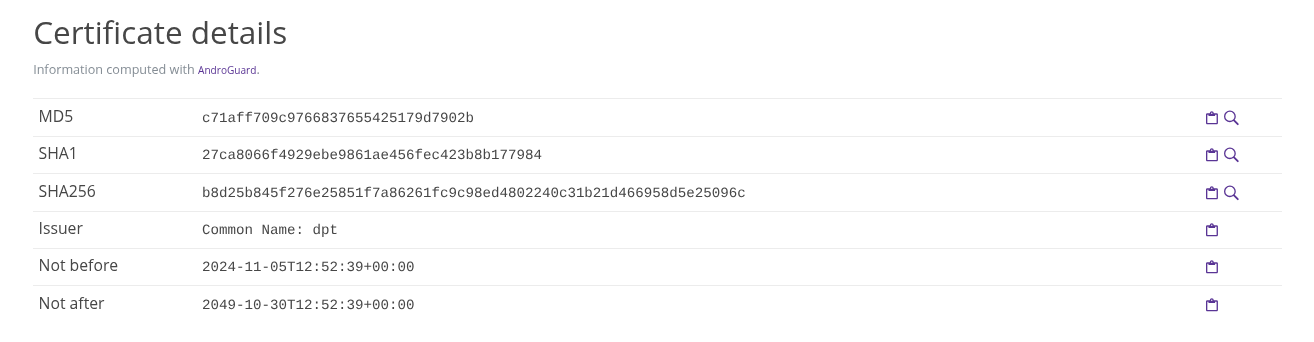 Certificate details
Information computed with AndroGuard.
MD5 c71aff709c9766837655425179d7902b
SHA1 27ca8066f4929ebe9861ae456fec423b8b177984
SHA256 b8d25b845f276e25851f7a86261fc9c98ed4802240c31b21d466958d5e25096c
Issuer Common Name: dpt
Not before 2024-11-05T12:52:39+00:00
Not after 2049-10-30T12:52:39+00:00